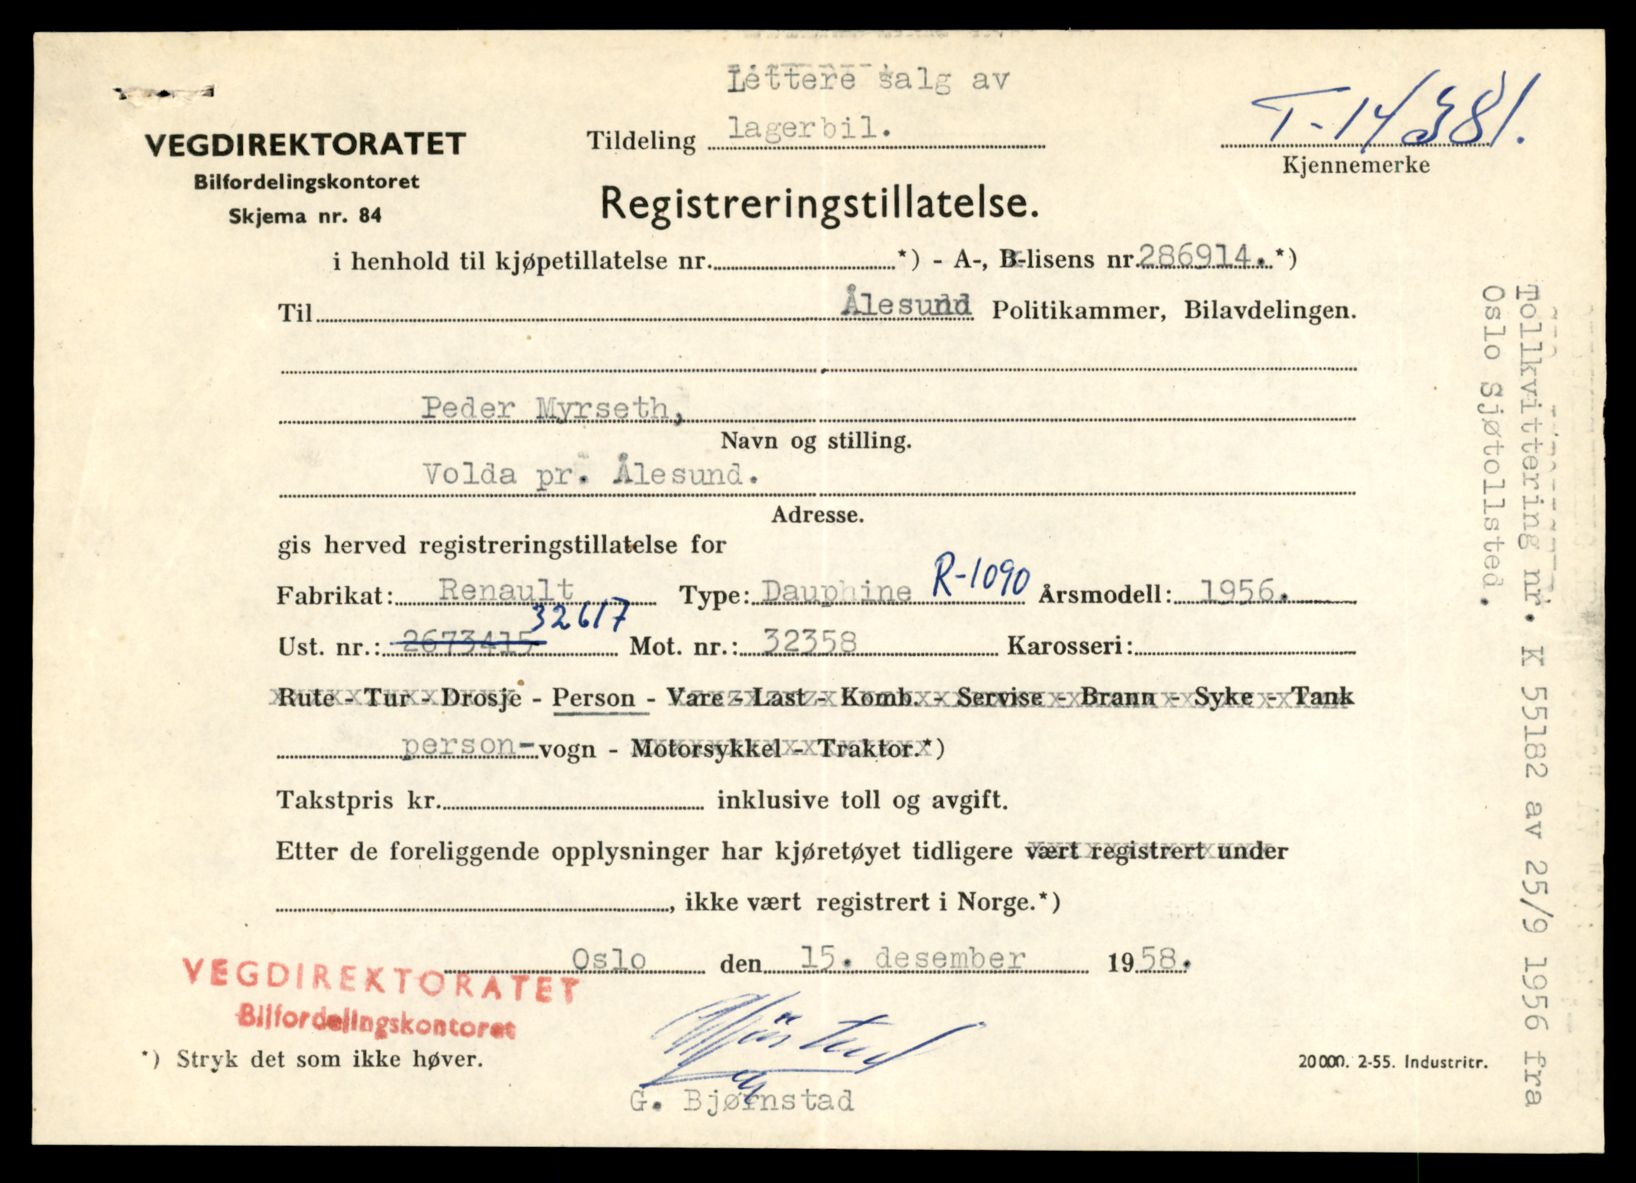 Lettere salg av
lagerbil.
Tildeling
T-14381.
Kjennemerke
VEGDIREKTORATET
Bilfordelingskontoret
Skjema nr. 84
Registreringstillatelse.
i henhold til kjøpetillatelse nr. *) - A-, B-lisens nr. 286914. *)
Til Ålesund Politikammer, Bilavdelingen.
Peder Myrseth,
Navn og stilling.
Volda pr. Ålesund.
Adresse.
gis herved registreringstillatelse for
Fabrikat: Renault Type: Dauphine R-1090 Årsmodell: 1956.
32617
Ust. nr.: 2673415 Mot. nr.: 32358 Karosseri:
Rute - Tur - Drosje - Person - Vare - Last - Komb. - Servise - Brann - Syke - Tank
person-vogn - Motorsykkel - Traktor.*)
Takstpris kr. inklusive toll og avgift.
Etter de foreliggende opplysninger har kjøretøyet tidligere vært registrert under
, ikke vært registrert i Norge.*)
Oslo den 15. desember 1958.
VEGDIREKTORATET
Bilfordelingskontoret
*) Stryk det som ikke høver.
G. Bjørnstad
20 000. 2-55. Industritr.
Tollkvittering nr. K 55182 av 25/9 1956 fra
Oslo Sjøtollsted.